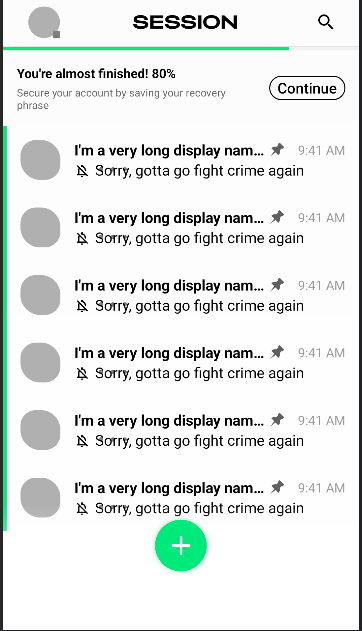 SESSION
You're almost finished! 80%
Secure your account by saving your recovery
phrase
Continue
I'm a very long display nam... 9:41 AM
Sorry, gotta go fight crime again
I'm a very long display nam... 9:41 AM
Sorry, gotta go fight crime again
I'm a very long display nam... 9:41 AM
Sorry, gotta go fight crime again
I'm a very long display nam... 9:41 AM
Sorry, gotta go fight crime again
I'm a very long display nam... 9:41 AM
Sorry, gotta go fight crime again
I'm a very long display nam... 9:41 AM
Sorry, gotta go fight crime again